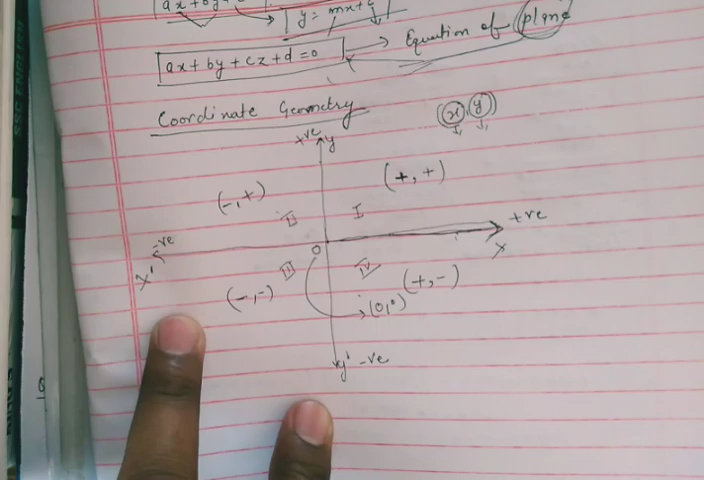 y = mx+c
ax + by + cz + d = 0 → Equation of plane
Coordinate Geometry
(x, y)
+ve y
(-, +) (+, +)
II I
+ve
-ve
O X
X'
III IV
(-, -) (+, -)
(0,0)
y' -ve